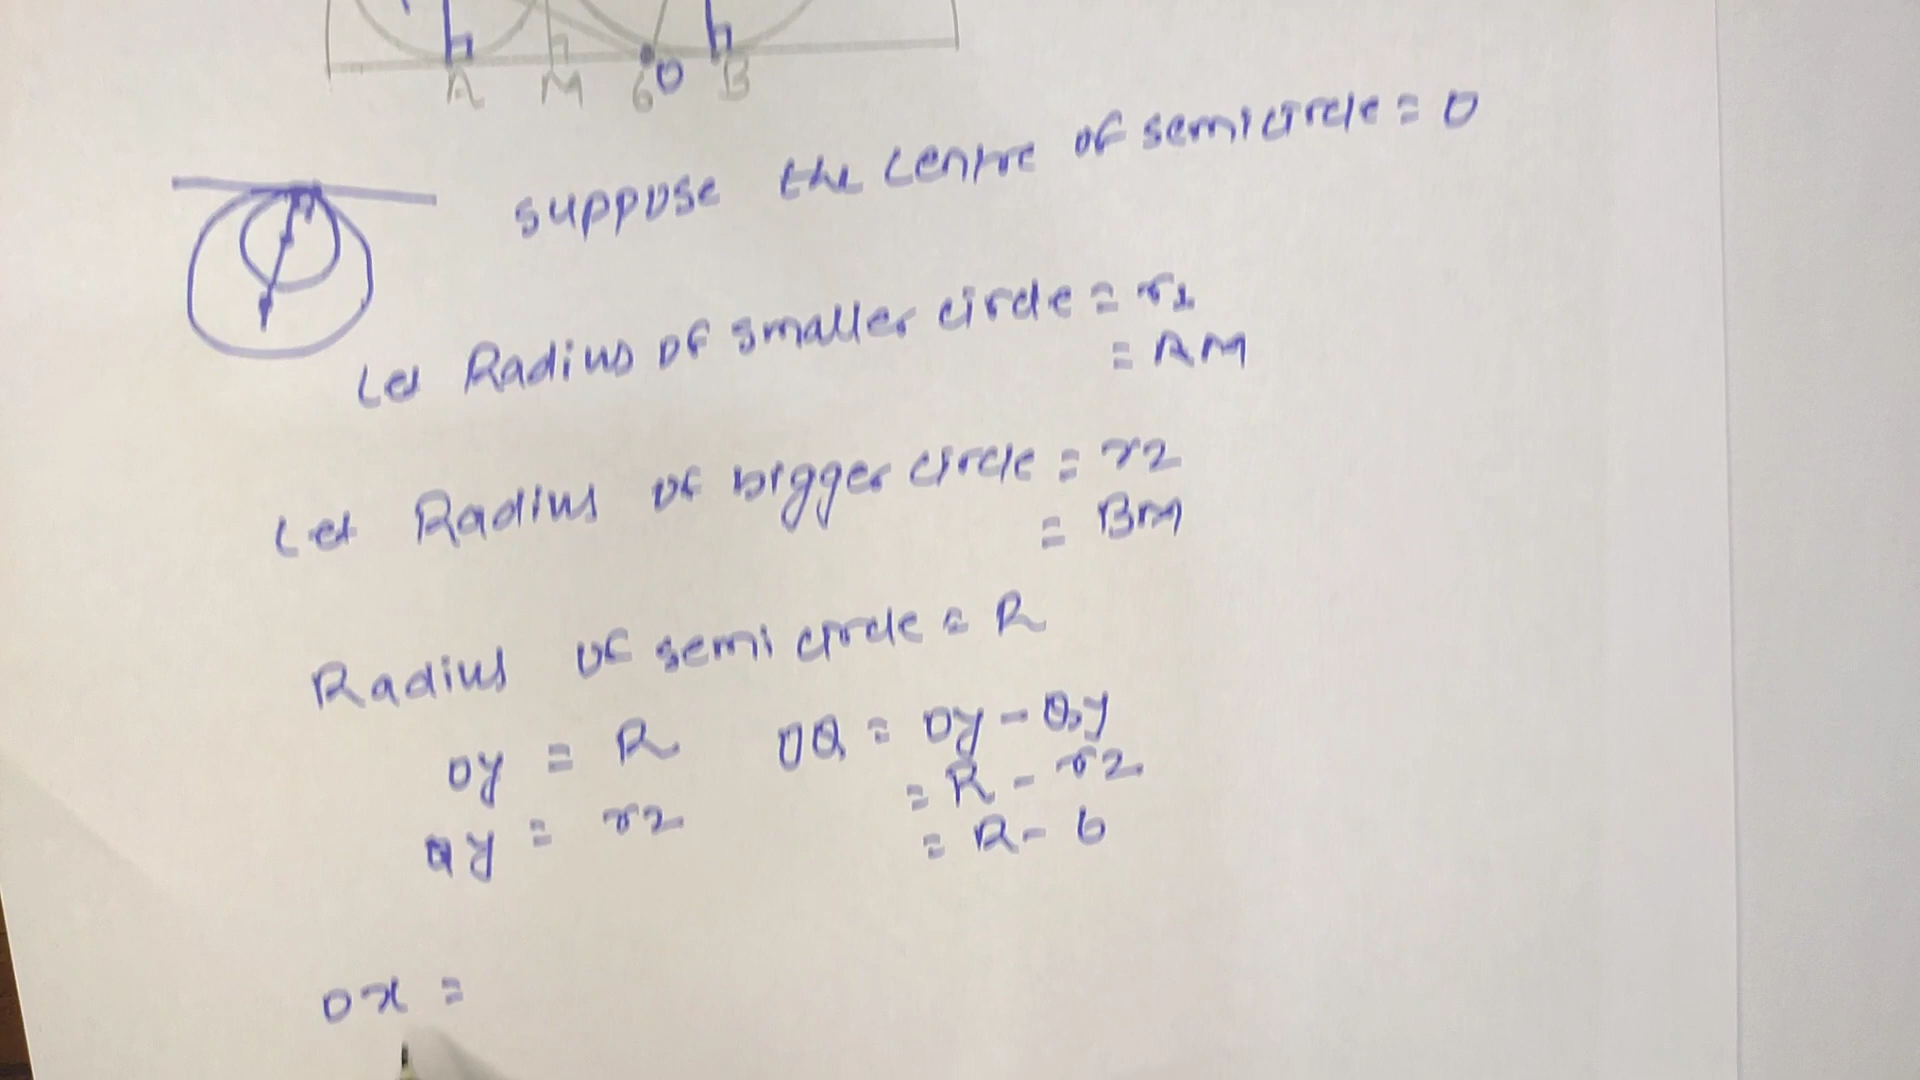 A M 6 O B
suppose the centre of semicircle = O
Let Radius of smaller circle = r1
= AM
Let Radius of bigger circle = r2
= BM
Radius of semi circle = R
OY = R OQ = OY - QY
QY = r2 = R - r2
= R - 6
OX =